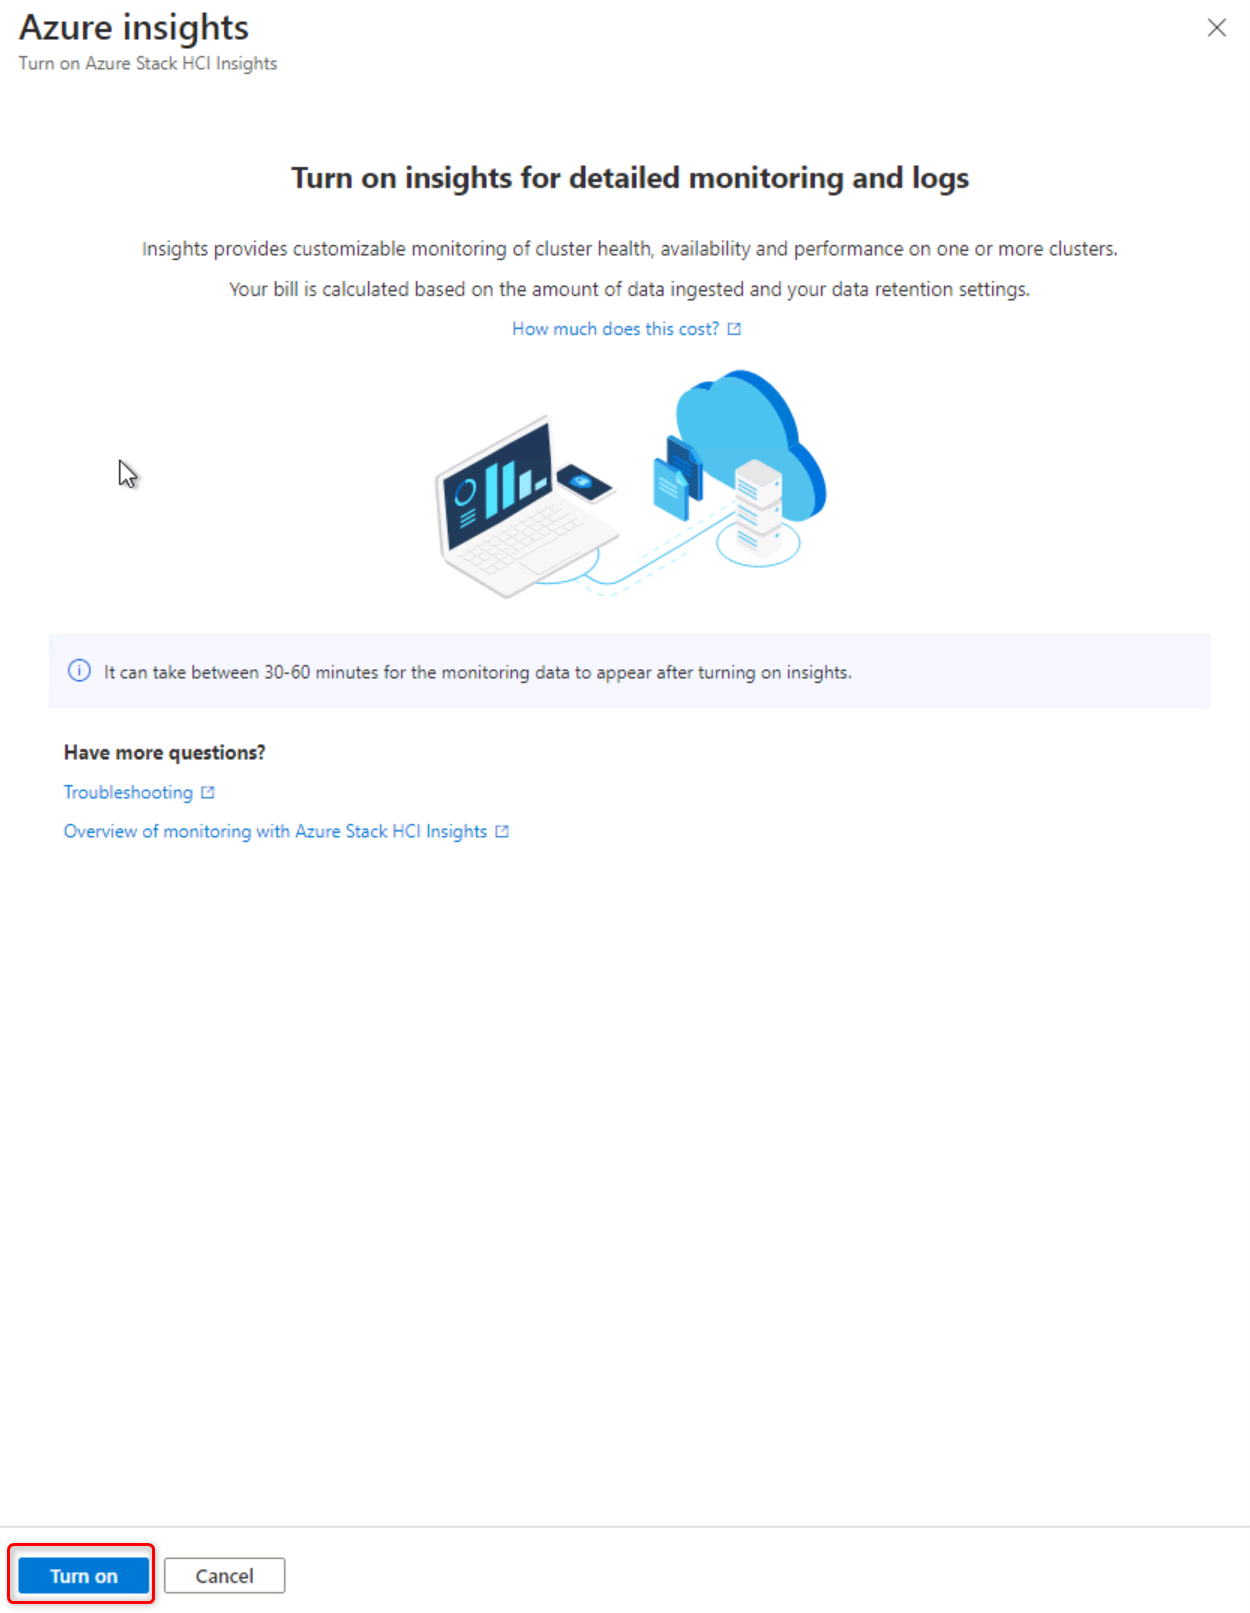 Azure insights
Turn on Azure Stack HCI Insights
Turn on insights for detailed monitoring and logs
Insights provides customizable monitoring of cluster health, availability and performance on one or more clusters.
Your bill is calculated based on the amount of data ingested and your data retention settings.
How much does this cost?
It can take between 30-60 minutes for the monitoring data to appear after turning on insights.
Have more questions?
Troubleshooting
Overview of monitoring with Azure Stack HCI Insights
Turn on
Cancel